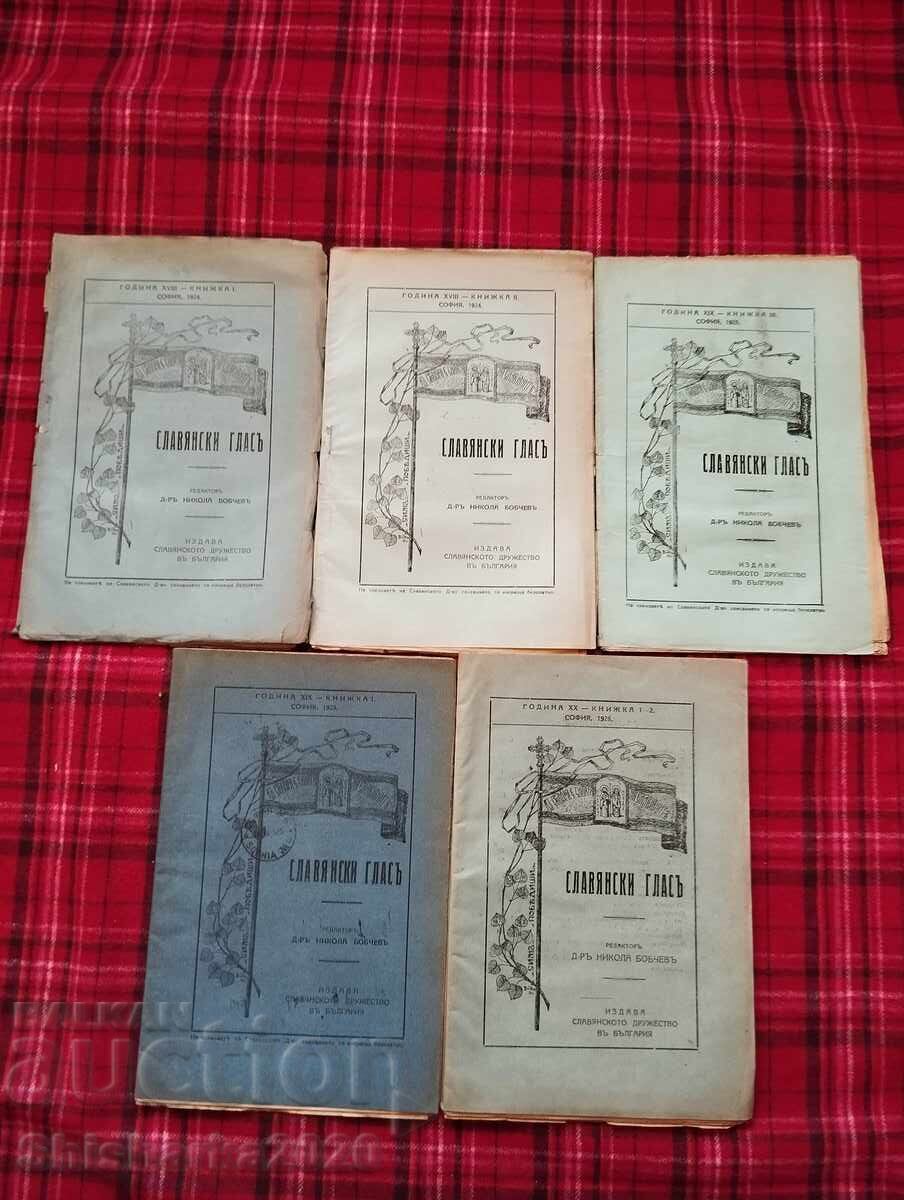 ГОДИНА XVIII — КНИЖКА I.
СОФИЯ, 1924.
СЛАВЯНСКИ ГЛАСЪ
РЕДАКТОРЪ
Д-РЪ НИКОЛА БОБЧЕВЪ
ИЗДАВА
СЛАВЯНСКОТО ДРУЖЕСТВО
ВЪ БЪЛГАРИЯ
ГОДИНА XVIII — КНИЖКА II.
СОФИЯ, 1924.
СЛАВЯНСКИ ГЛАСЪ
РЕДАКТОРЪ
Д-РЪ НИКОЛА БОБЧЕВЪ
ИЗДАВА
СЛАВЯНСКОТО ДРУЖЕСТВО
ВЪ БЪЛГАРИЯ
ГОДИНА XIX — КНИЖКА III.
СОФИЯ, 1925.
СЛАВЯНСКИ ГЛАСЪ
РЕДАКТОРЪ
Д-РЪ НИКОЛА БОБЧЕВЪ
ИЗДАВА
СЛАВЯНСКОТО ДРУЖЕСТВО
ВЪ БЪЛГАРИЯ
ГОДИНА XIX — КНИЖКА I.
СОФИЯ, 1925.
СЛАВЯНСКИ ГЛАСЪ
РЕДАКТОРЪ
Д-РЪ НИКОЛА БОБЧЕВЪ
ИЗДАВА
СЛАВЯНСКОТО ДРУЖЕСТВО
ВЪ БЪЛГАРИЯ
ГОДИНА XX — КНИЖКА 1–2.
СОФИЯ, 1926.
СЛАВЯНСКИ ГЛАСЪ
РЕДАКТОРЪ
Д-РЪ НИКОЛА БОБЧЕВЪ
ИЗДАВА
СЛАВЯНСКОТО ДРУЖЕСТВО
ВЪ БЪЛГАРИЯ
БАЛКАН
auction
Shisharka2020